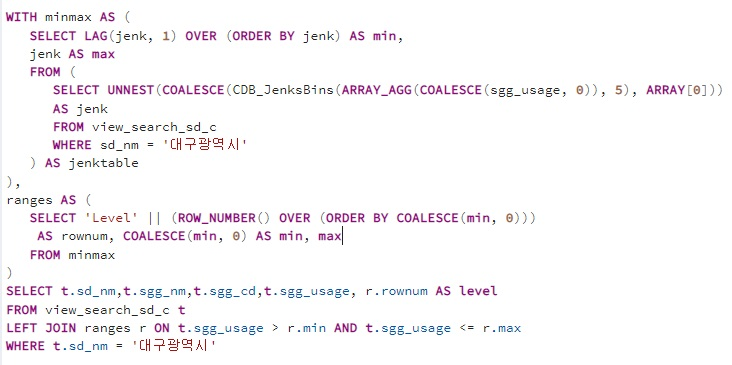 WITH minmax AS (
SELECT LAG(jenk, 1) OVER (ORDER BY jenk) AS min,
jenk AS max
FROM (
SELECT UNNEST(COALESCE(CDB_JenksBins(ARRAY_AGG(COALESCE(sgg_usage, 0)), 5), ARRAY[0]))
AS jenk
FROM view_search_sd_c
WHERE sd_nm = '대구광역시'
) AS jenktable
),
ranges AS (
SELECT 'Level' || (ROW_NUMBER() OVER (ORDER BY COALESCE(min, 0)))
AS rownum, COALESCE(min, 0) AS min, max
FROM minmax
)
SELECT t.sd_nm,t.sgg_nm,t.sgg_cd,t.sgg_usage, r.rownum AS level
FROM view_search_sd_c t
LEFT JOIN ranges r ON t.sgg_usage > r.min AND t.sgg_usage <= r.max
WHERE t.sd_nm = '대구광역시'